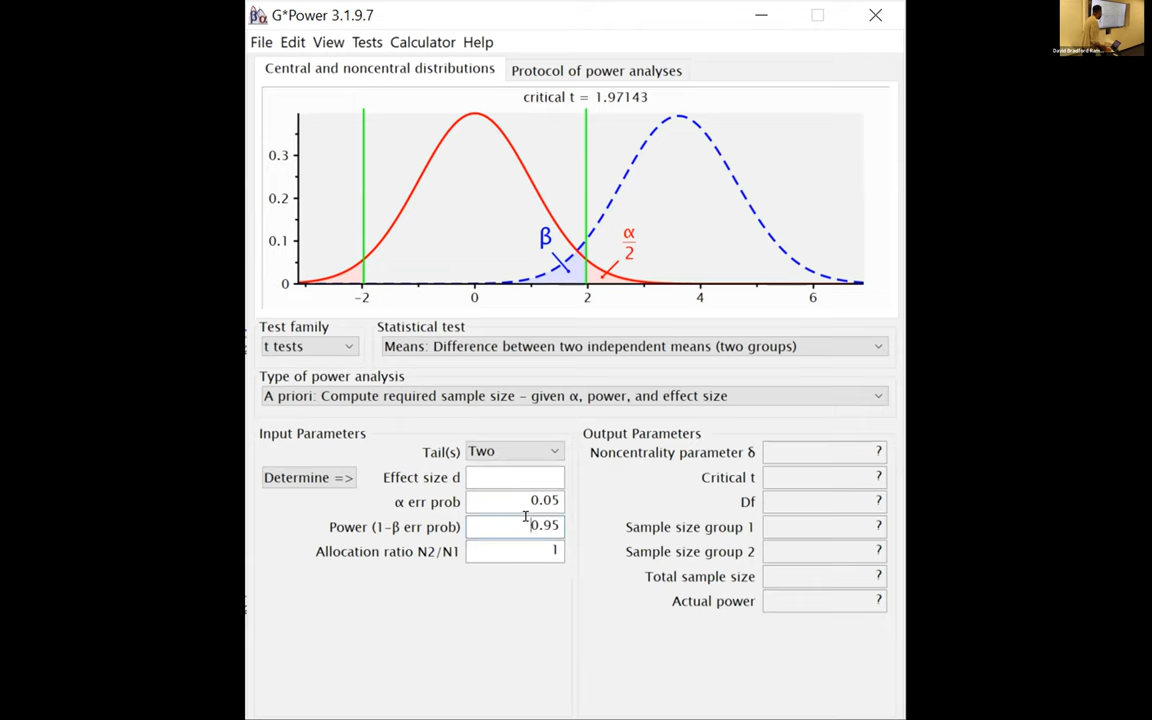 G*Power 3.1.9.7
File Edit View Tests Calculator Help
Central and noncentral distributions Protocol of power analyses
critical t = 1.97143
0.3
0.2
0.1
0
β
α
2
−2 0 2 4 6
Test family Statistical test
t tests Means: Difference between two independent means (two groups)
Type of power analysis
A priori: Compute required sample size – given α, power, and effect size
Input Parameters Output Parameters
Tail(s) Two Noncentrality parameter δ ?
Determine => Effect size d Critical t ?
α err prob 0.05 Df ?
Power (1−β err prob) 0.95 Sample size group 1 ?
Allocation ratio N2/N1 1 Sample size group 2 ?
Total sample size ?
Actual power ?
David Bradford Ram...